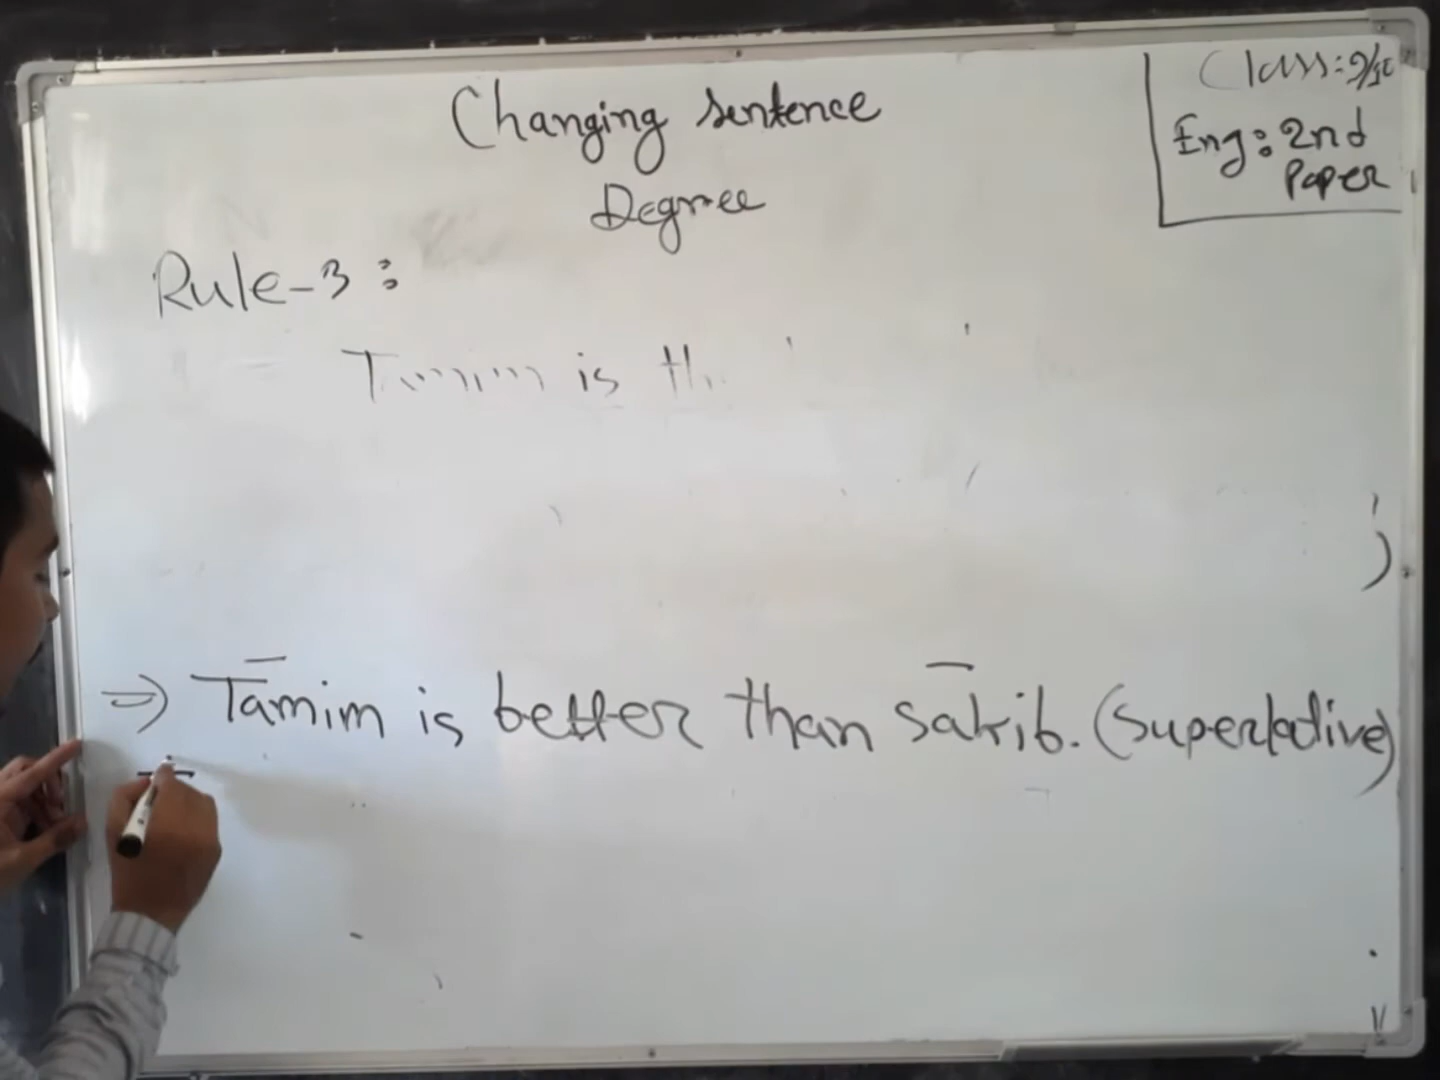 Changing sentence
Degree
Class: 9/10
Eng: 2nd
Paper
Rule-3:
Tamim is th
=> Tamim is better than sakib. (superlative)